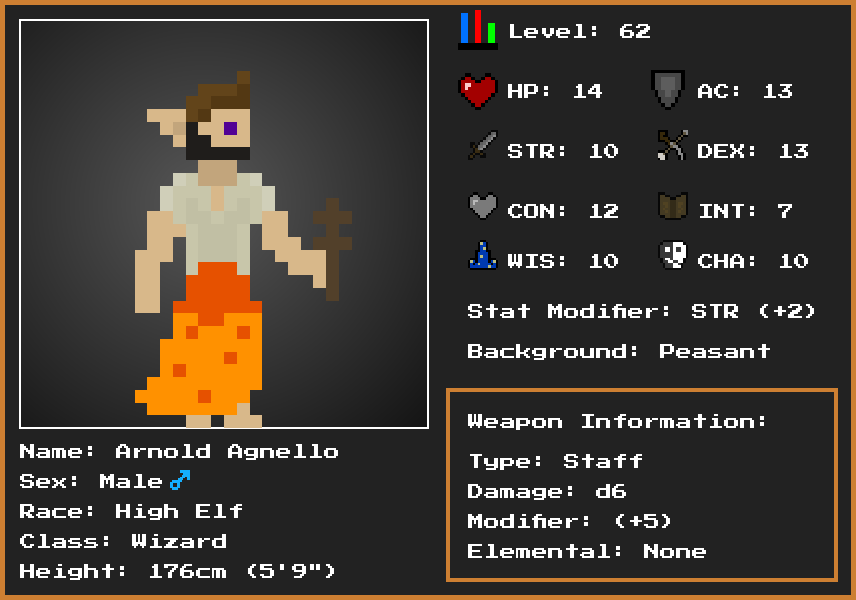 Level: 62
HP: 14
AC: 13
STR: 10
DEX: 13
CON: 12
INT: 7
WIS: 10
CHA: 10
Stat Modifier: STR (+2)
Background: Peasant
Weapon Information:
Type: Staff
Damage: d6
Modifier: (+5)
Elemental: None
Name: Arnold Agnello
Sex: Male♂
Race: High Elf
Class: Wizard
Height: 176cm (5'9")